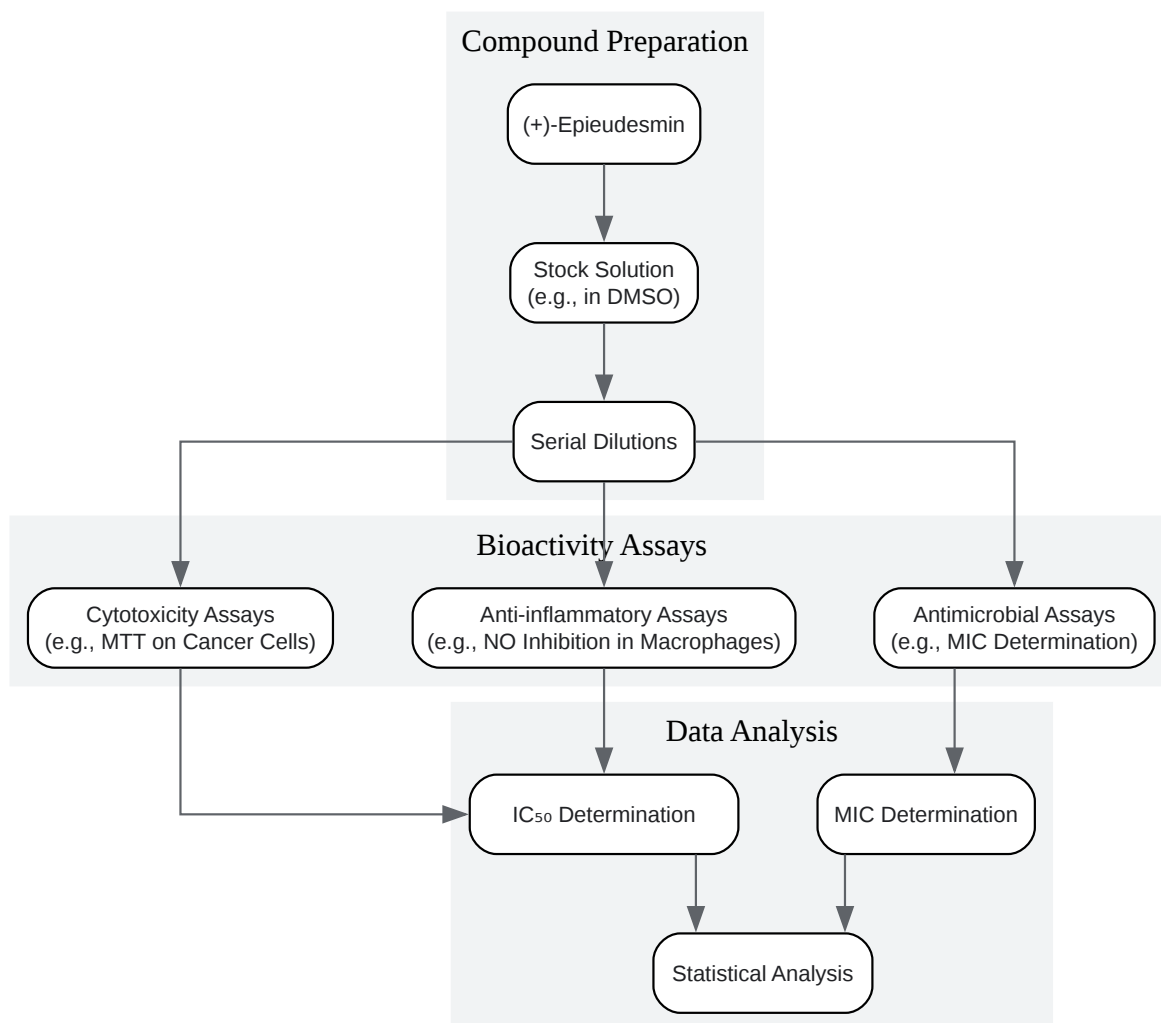 Compound Preparation
(+)-Epieudesmin
Stock Solution
(e.g., in DMSO)
Serial Dilutions
Bioactivity Assays
Cytotoxicity Assays
(e.g., MTT on Cancer Cells)
Anti-inflammatory Assays
(e.g., NO Inhibition in Macrophages)
Antimicrobial Assays
(e.g., MIC Determination)
Data Analysis
IC₅₀ Determination
MIC Determination
Statistical Analysis